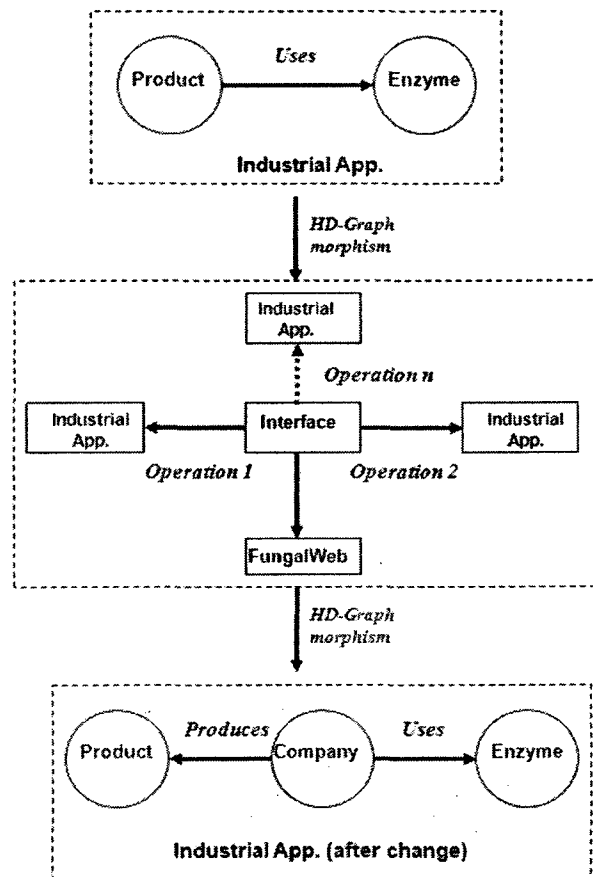 Uses
Product
Enzyme
Industrial App.
HD-Graph
morphism
Industrial
App.
Operation n
Industrial
App.
Interface
Industrial
App.
Operation 1
Operation 2
FungalWeb
HD-Graph
morphism
Produces
Uses
Product
Company
Enzyme
Industrial App. (after change)